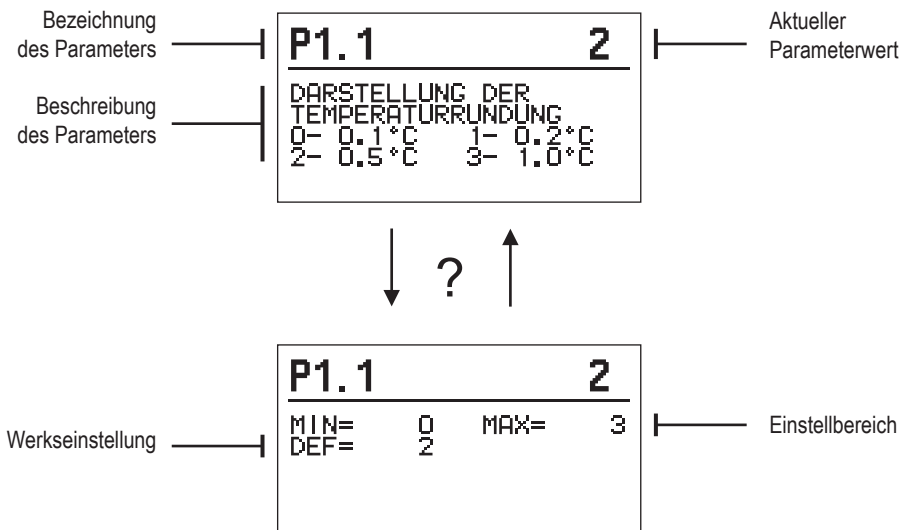 Bezeichnung
des Parameters
P1.1 2
Aktueller
Parameterwert
Beschreibung
des Parameters
DARSTELLUNG DER
TEMPERATURRUNDUNG
0- 0.1°C 1- 0.2°C
2- 0.5°C 3- 1.0°C
?
P1.1 2
Werkseinstellung
MIN= 0 MAX= 3
DEF= 2
Einstellbereich